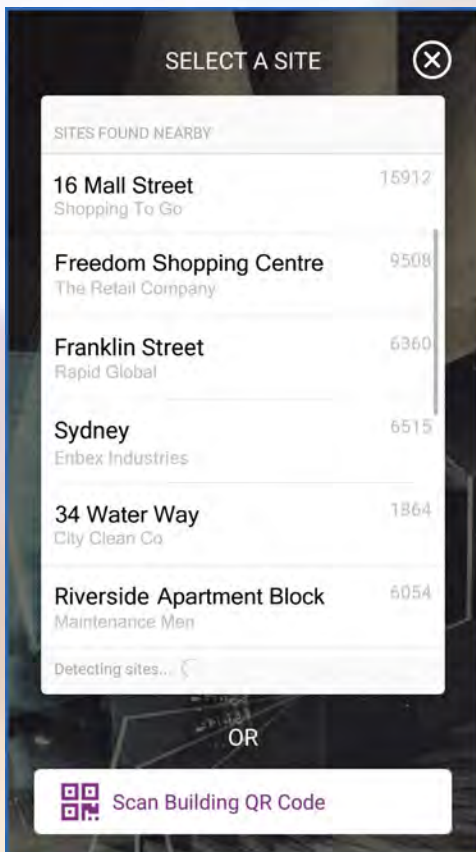 SELECT A SITE
SITES FOUND NEARBY
16 Mall Street 15912
Shopping To Go
Freedom Shopping Centre 9508
The Retail Company
Franklin Street 6360
Rapid Global
Sydney 6515
Enbex Industries
34 Water Way 1864
City Clean Co
Riverside Apartment Block 6054
Maintenance Men
Detecting sites...
OR
Scan Building QR Code